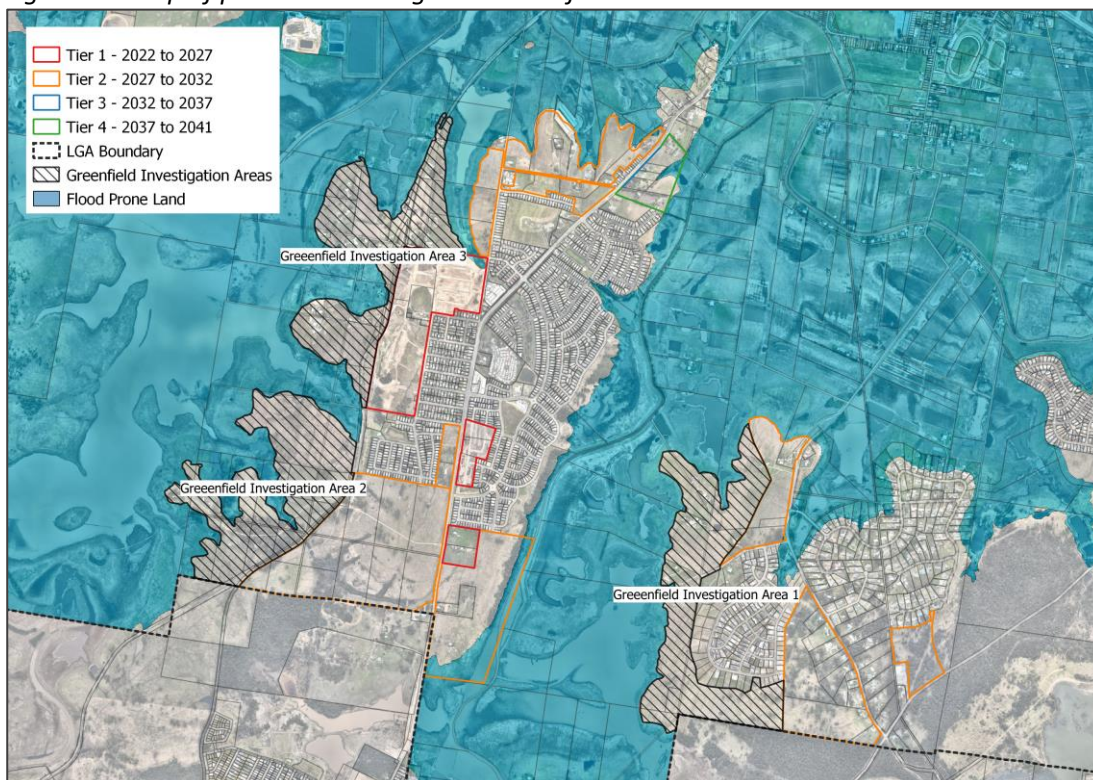 Tier 1 - 2022 to 2027
Tier 2 - 2027 to 2032
Tier 3 - 2032 to 2037
Tier 4 - 2037 to 2041
LGA Boundary
Greenfield Investigation Areas
Flood Prone Land
Greeenfield Investigation Area 3
Greeenfield Investigation Area 2
Greeenfield Investigation Area 1